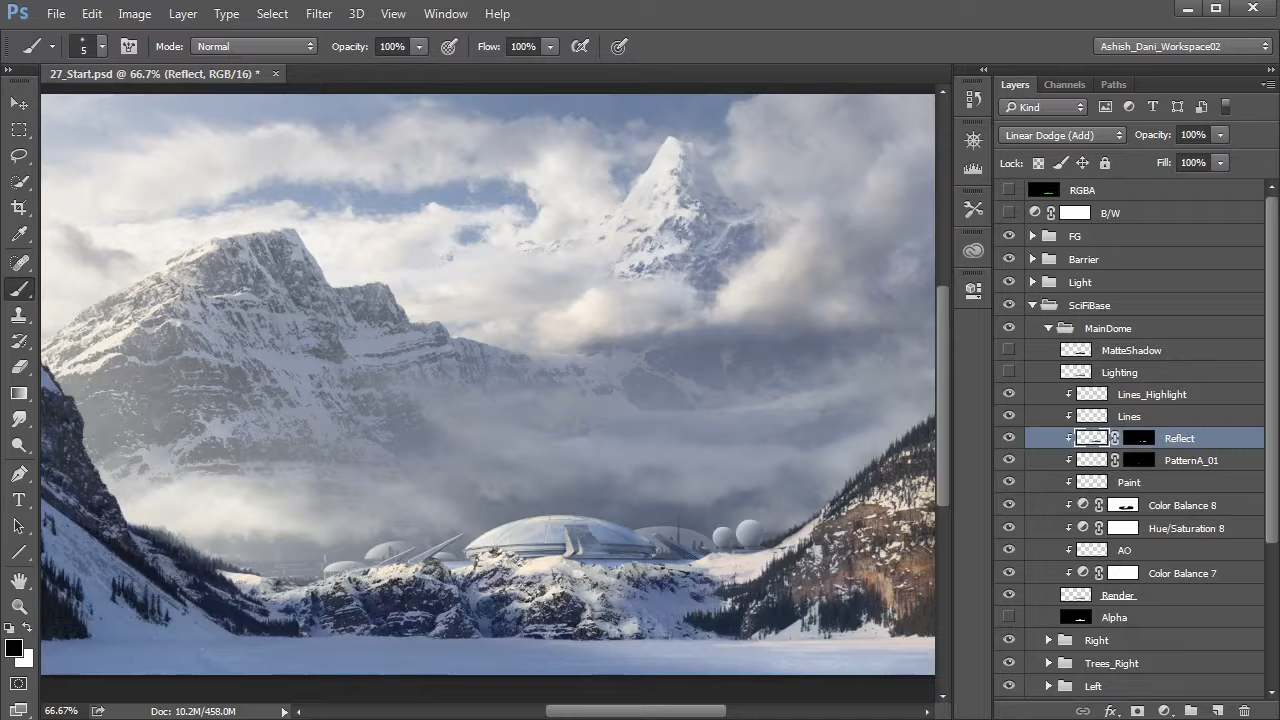 Ps File Edit Image Layer Type Select Filter 3D View Window Help
5 Mode: Normal Opacity: 100% Flow: 100% Ashish_Dani_Workspace02
27_Start.psd @ 66.7% (Reflect, RGB/16) * ×
Layers Channels Paths
Kind T
Linear Dodge (Add) Opacity: 100%
Lock: Fill: 100%
RGBA
B/W
FG
Barrier
Light
SciFiBase
MainDome
MatteShadow
Lighting
Lines_Highlight
Lines
Reflect
PatternA_01
Paint
Color Balance 8
Hue/Saturation 8
AO
Color Balance 7
Render
Alpha
Right
Trees_Right
Left
T
66.67% Doc: 10.2M/458.0M fx